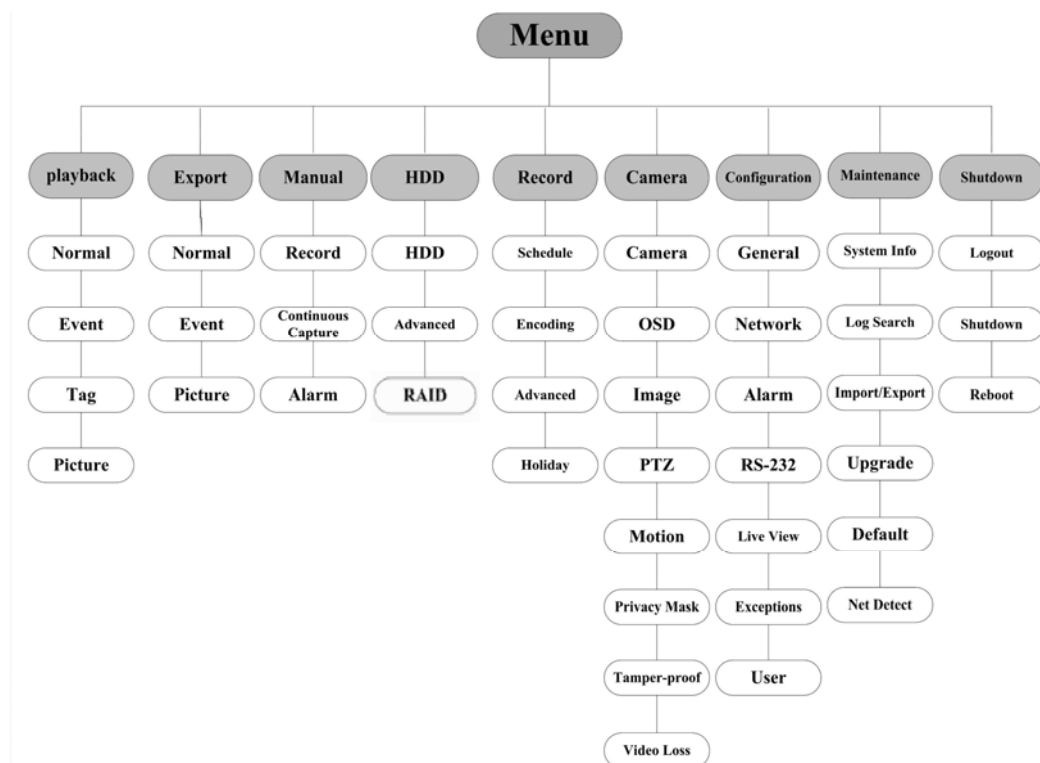 Menu
playback
Export
Manual
HDD
Record
Camera
Configuration
Maintenance
Shutdown
Normal
Normal
Record
HDD
Schedule
Camera
General
System Info
Logout
Event
Event
Continuous
Capture
Advanced
Encoding
OSD
Network
Log Search
Shutdown
Tag
Picture
Alarm
RAID
Advanced
Image
Alarm
Import/Export
Reboot
Picture
Holiday
PTZ
RS-232
Upgrade
Motion
Live View
Default
Privacy Mask
Exceptions
Net Detect
Tamper-proof
User
Video Loss